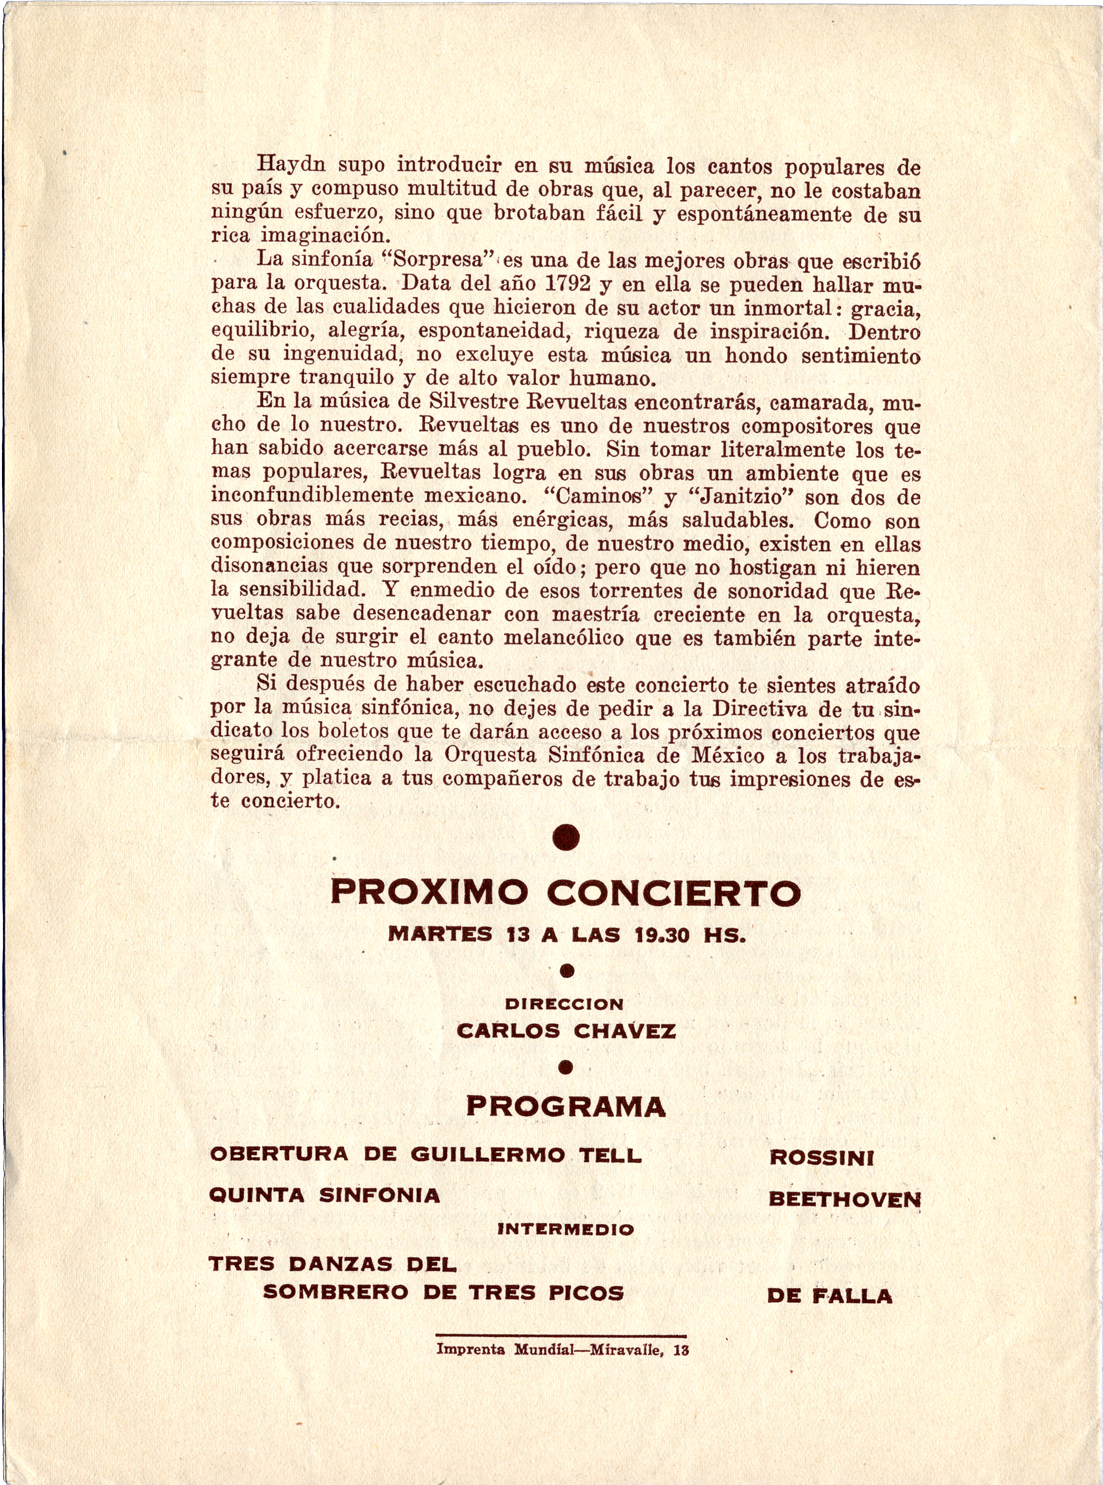 Haydn supo introducir en su música los cantos populares de
su país y compuso multitud de obras que, al parecer, no le costaban
ningún esfuerzo, sino que brotaban fácil y espontáneamente de su
rica imaginación.
La sinfonía "Sorpresa" es una de las mejores obras que escribió
para la orquesta. Data del año 1792 y en ella se pueden hallar mu-
chas de las cualidades que hicieron de su actor un inmortal: gracia,
equilibrio, alegría, espontaneidad, riqueza de inspiración. Dentro
de su ingenuidad, no excluye esta música un hondo sentimiento
siempre tranquilo y de alto valor humano.
En la música de Silvestre Revueltas encontrarás, camarada, mu-
cho de lo nuestro. Revueltas es uno de nuestros compositores que
han sabido acercarse más al pueblo. Sin tomar literalmente los te-
mas populares, Revueltas logra en sus obras un ambiente que es
inconfundiblemente mexicano. "Caminos" y "Janitzio" son dos de
sus obras más recias, más enérgicas, más saludables. Como son
composiciones de nuestro tiempo, de nuestro medio, existen en ellas
disonancias que sorprenden el oído; pero que no hostigan ni hieren
la sensibilidad. Y enmedio de esos torrentes de sonoridad que Re-
vueltas sabe desencadenar con maestría creciente en la orquesta,
no deja de surgir el canto melancólico que es también parte inte-
grante de nuestro música.
Si después de haber escuchado este concierto te sientes atraído
por la música sinfónica, no dejes de pedir a la Directiva de tu sin-
dicato los boletos que te darán acceso a los próximos conciertos que
seguirá ofreciendo la Orquesta Sinfónica de México a los trabaja-
dores, y platica a tus compañeros de trabajo tus impresiones de es-
te concierto.
PROXIMO CONCIERTO
MARTES 13 A LAS 19.30 HS.
DIRECCION
CARLOS CHAVEZ
PROGRAMA
OBERTURA DE GUILLERMO TELL ROSSINI
QUINTA SINFONIA BEETHOVEN
INTERMEDIO
TRES DANZAS DEL
SOMBRERO DE TRES PICOS DE FALLA
Imprenta Mundial—Miravalle, 13